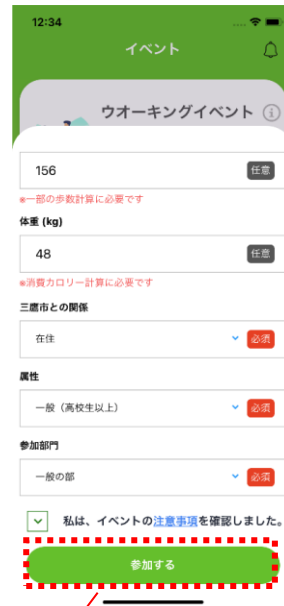 12:34
イベント
ウオーキングイベント
156 任意
※一部の歩数計算に必要です
体重 (kg)
48 任意
※消費カロリー計算に必要です
三鷹市との関係
在住 必須
属性
一般（高校生以上） 必須
参加部門
一般の部 必須
私は、イベントの注意事項を確認しました。
参加する